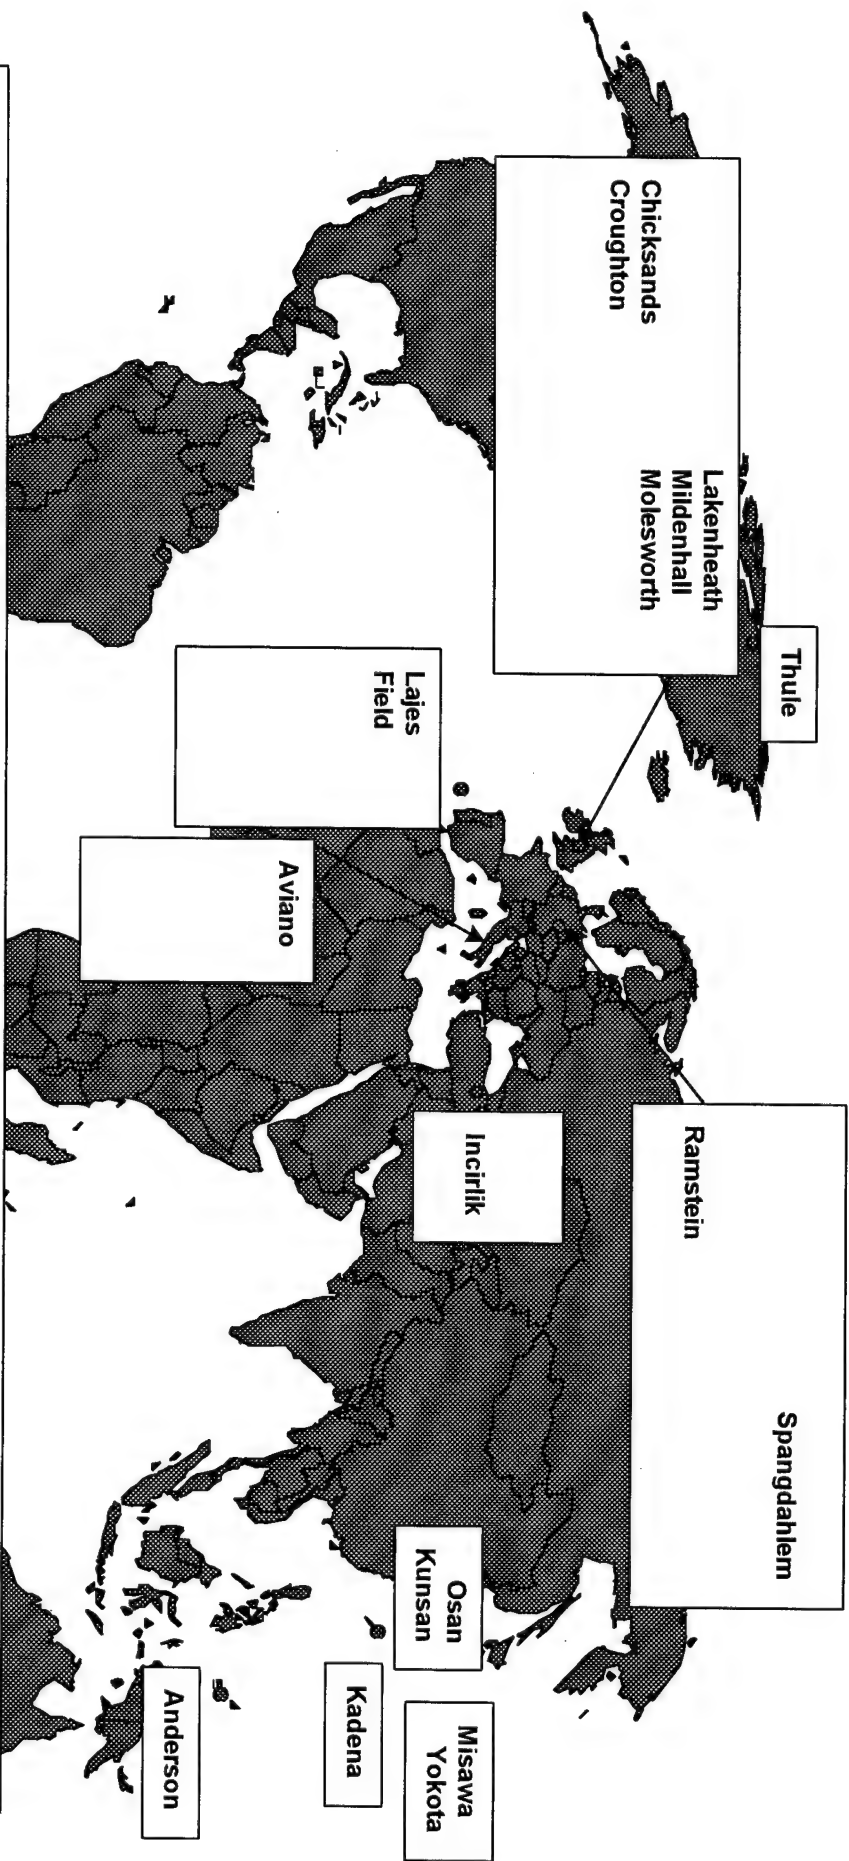 Thule
Lakenheath
Mildenhall
Molesworth
Chicksands
Croughton
Lajes
Field
Aviano
Ramstein
Spangdahlem
Incirlik
Osan
Kunsan
Misawa
Yokota
Kadena
Anderson